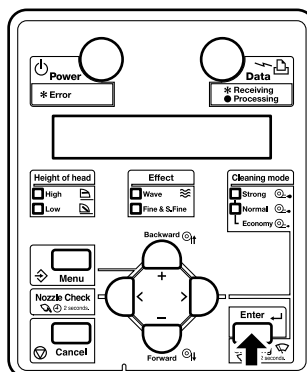 Power
Data
* Error
* Receiving
● Processing
Height of head
High
Low
Effect
Wave
Fine & S.Fine
Cleaning mode
Strong
Normal
Economy
Backward
Menu
+
< >
−
Nozzle Check
2 seconds.
Enter
Cancel
Forward
seconds.